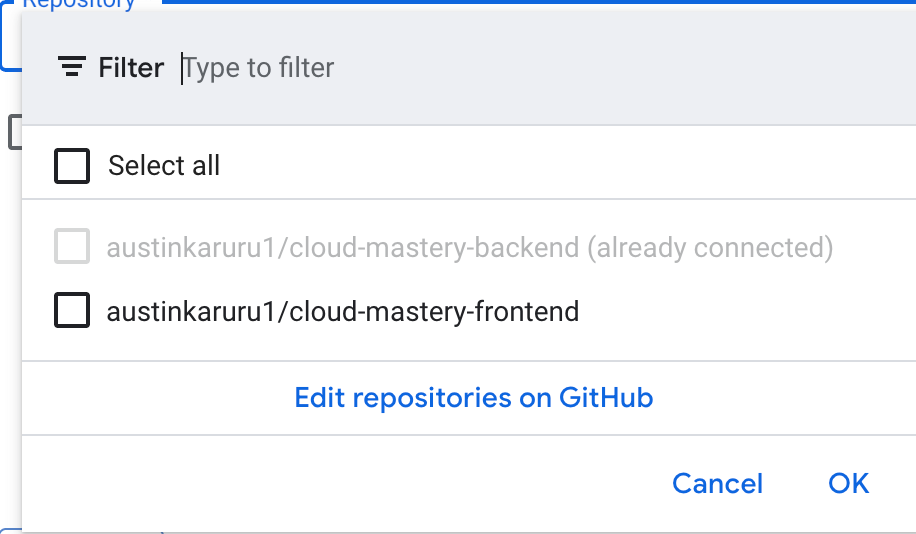 Repository
Filter Type to filter
Select all
austinkaruru1/cloud-mastery-backend (already connected)
austinkaruru1/cloud-mastery-frontend
Edit repositories on GitHub
Cancel OK